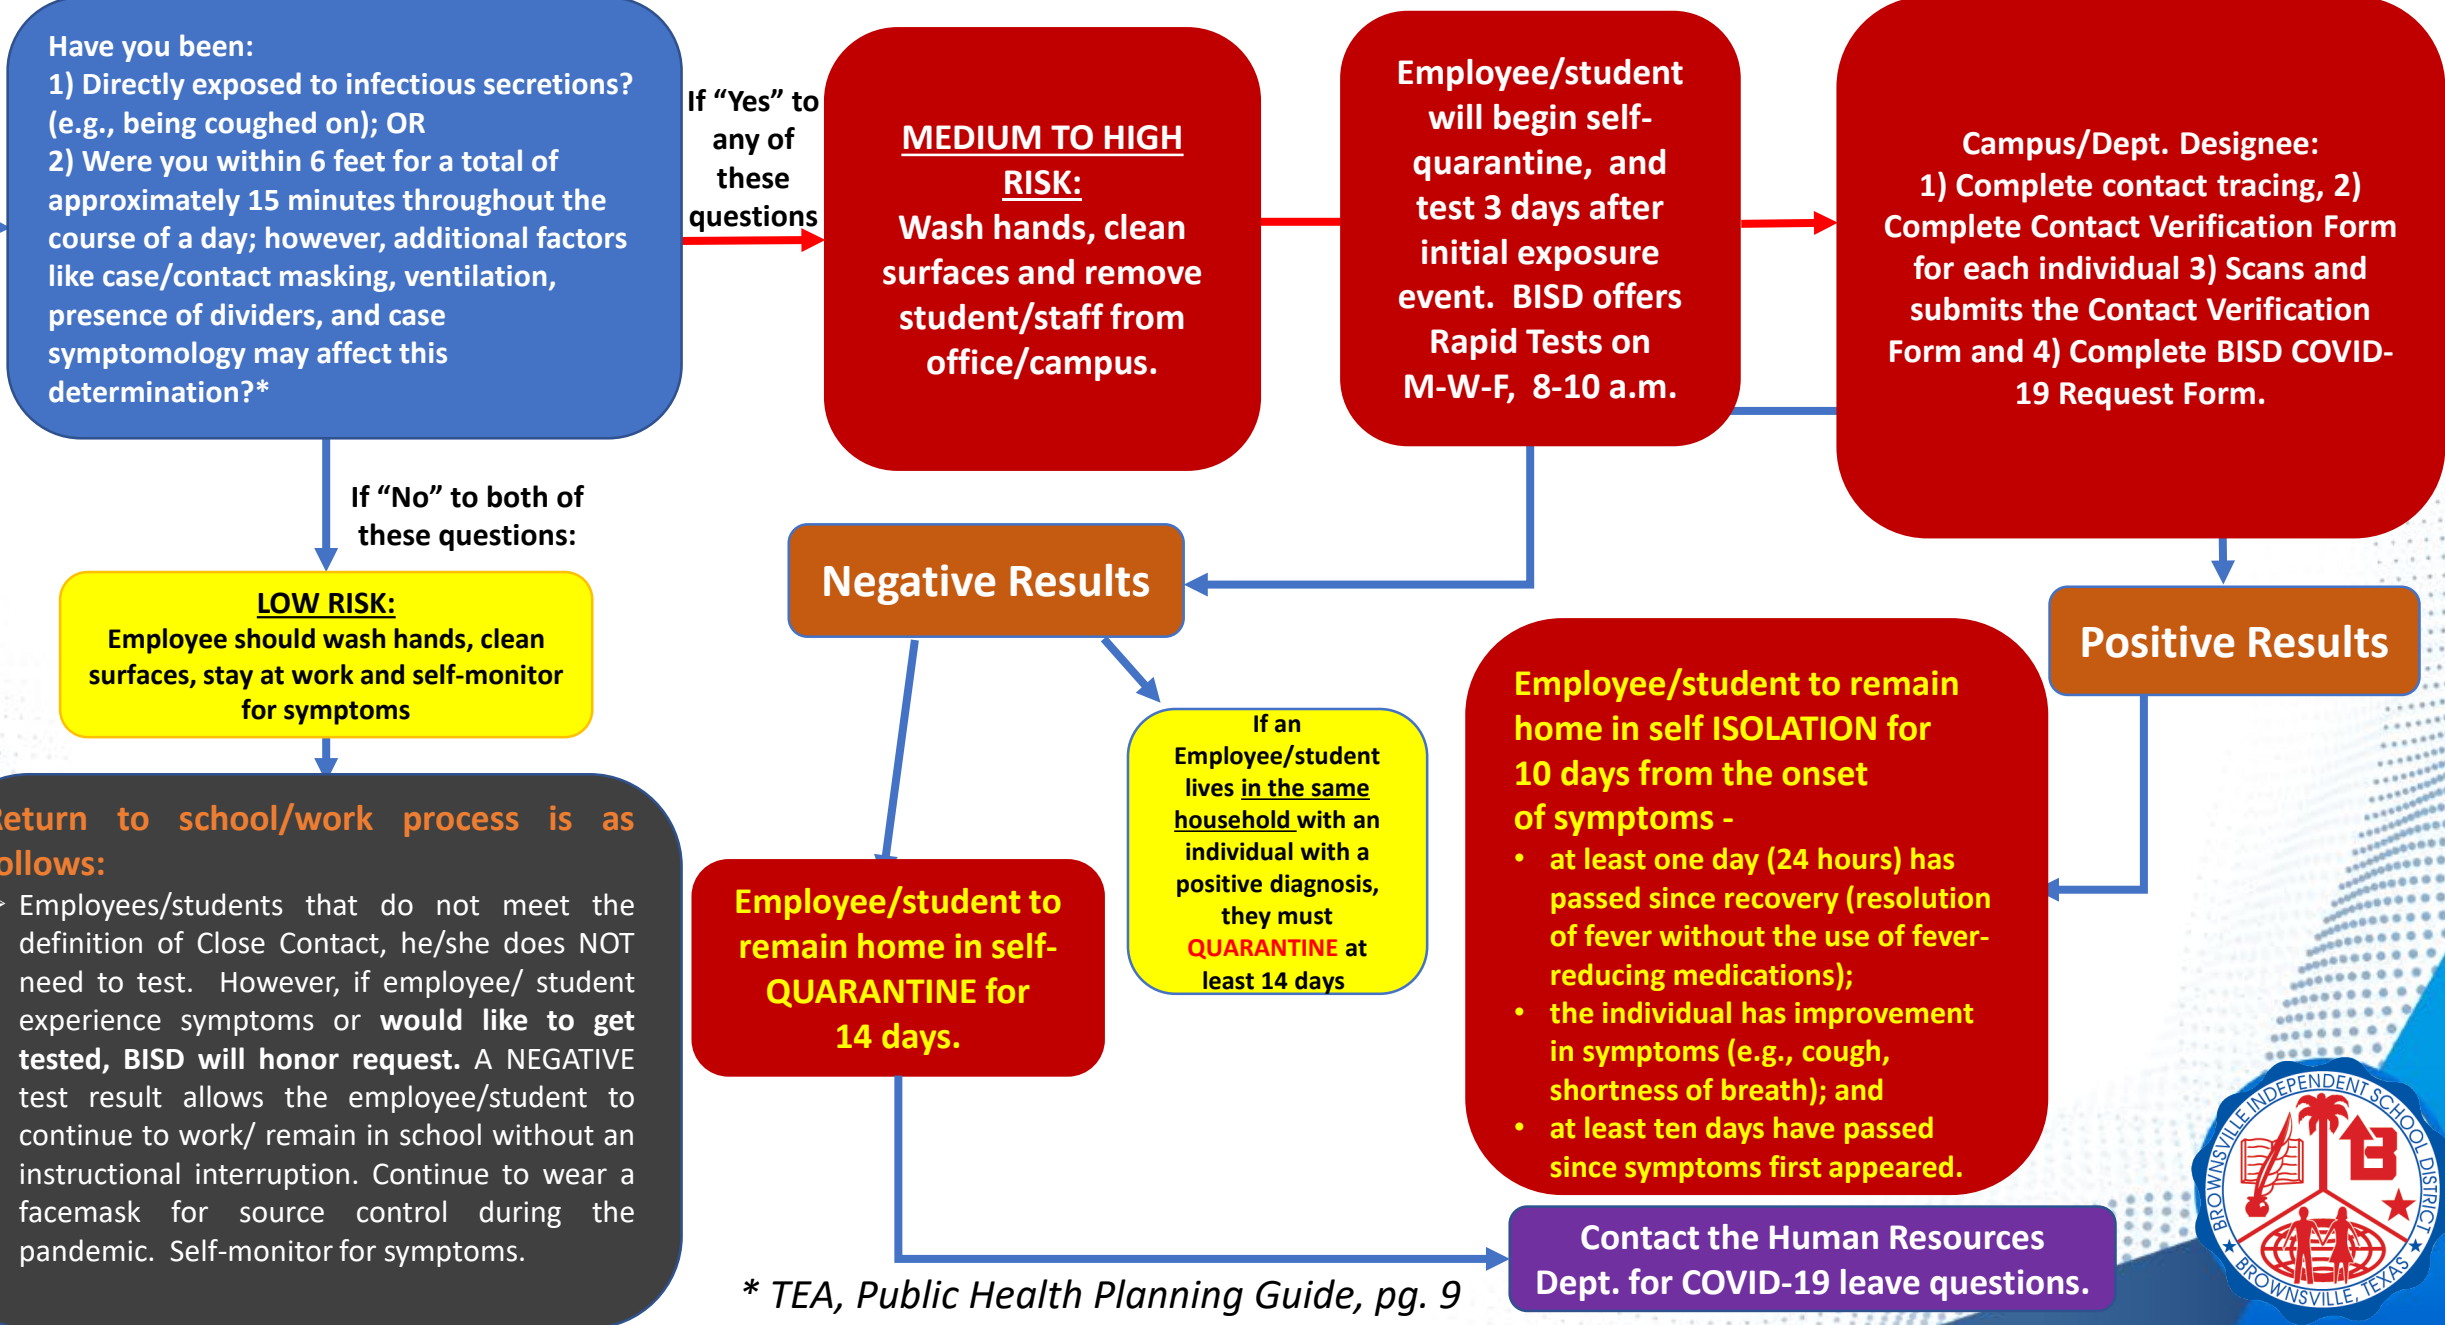 Have you been:
1) Directly exposed to infectious secretions?
(e.g., being coughed on); OR
2) Were you within 6 feet for a total of
approximately 15 minutes throughout the
course of a day; however, additional factors
like case/contact masking, ventilation,
presence of dividers, and case
symptomology may affect this
determination?*
If “Yes” to
any of
these
questions
MEDIUM TO HIGH
RISK:
Wash hands, clean
surfaces and remove
student/staff from
office/campus.
Employee/student
will begin self-
quarantine, and
test 3 days after
initial exposure
event. BISD offers
Rapid Tests on
M-W-F, 8-10 a.m.
Campus/Dept. Designee:
1) Complete contact tracing, 2)
Complete Contact Verification Form
for each individual 3) Scans and
submits the Contact Verification
Form and 4) Complete BISD COVID-
19 Request Form.
If “No” to both of
these questions:
LOW RISK:
Employee should wash hands, clean
surfaces, stay at work and self-monitor
for symptoms
Negative Results
Positive Results
If an
Employee/student
lives in the same
household with an
individual with a
positive diagnosis,
they must
QUARANTINE at
least 14 days
Employee/student to
remain home in self-
QUARANTINE for
14 days.
Employee/student to remain
home in self ISOLATION for
10 days from the onset
of symptoms -
• at least one day (24 hours) has
passed since recovery (resolution
of fever without the use of fever-
reducing medications);
• the individual has improvement
in symptoms (e.g., cough,
shortness of breath); and
• at least ten days have passed
since symptoms first appeared.
Return to school/work process is as
follows:
Employees/students that do not meet the
definition of Close Contact, he/she does NOT
need to test. However, if employee/ student
experience symptoms or would like to get
tested, BISD will honor request. A NEGATIVE
test result allows the employee/student to
continue to work/ remain in school without an
instructional interruption. Continue to wear a
facemask for source control during the
pandemic. Self-monitor for symptoms.
Contact the Human Resources
Dept. for COVID-19 leave questions.
* TEA, Public Health Planning Guide, pg. 9
BROWNSVILLE INDEPENDENT SCHOOL DISTRICT
B
BROWNSVILLE, TEXAS